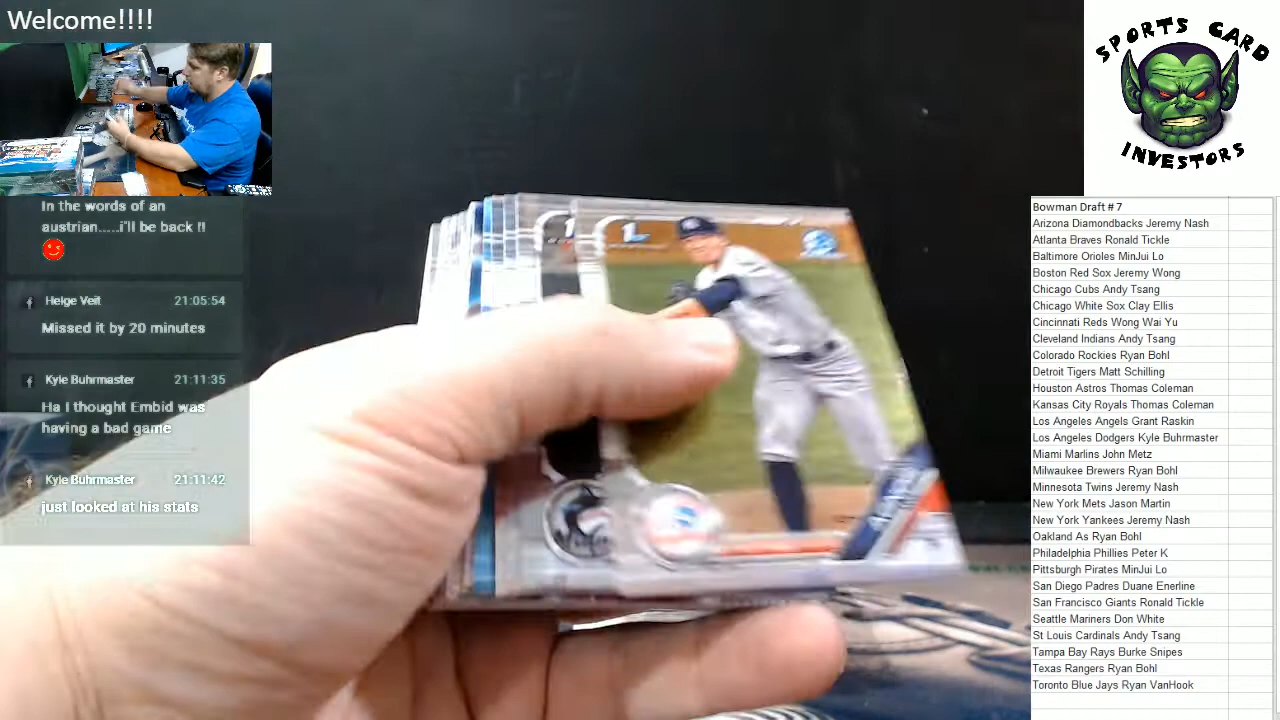 Welcome!!!!
SPORTS CARD
INVESTORS
In the words of an
austrian.....i'll be back !!
Helge Veit 21:05:54
Missed it by 20 minutes
Kyle Buhrmaster 21:11:35
Ha I thought Embid was
having a bad game
Kyle Buhrmaster 21:11:42
just looked at his stats
Bowman Draft # 7
Arizona Diamondbacks Jeremy Nash
Atlanta Braves Ronald Tickle
Baltimore Orioles MinJui Lo
Boston Red Sox Jeremy Wong
Chicago Cubs Andy Tsang
Chicago White Sox Clay Ellis
Cincinnati Reds Wong Wai Yu
Cleveland Indians Andy Tsang
Colorado Rockies Ryan Bohl
Detroit Tigers Matt Schilling
Houston Astros Thomas Coleman
Kansas City Royals Thomas Coleman
Los Angeles Angels Grant Raskin
Los Angeles Dodgers Kyle Buhrmaster
Miami Marlins John Metz
Milwaukee Brewers Ryan Bohl
Minnesota Twins Jeremy Nash
New York Mets Jason Martin
New York Yankees Jeremy Nash
Oakland As Ryan Bohl
Philadelphia Phillies Peter K
Pittsburgh Pirates MinJui Lo
San Diego Padres Duane Enerline
San Francisco Giants Ronald Tickle
Seattle Mariners Don White
St Louis Cardinals Andy Tsang
Tampa Bay Rays Burke Snipes
Texas Rangers Ryan Bohl
Toronto Blue Jays Ryan VanHook